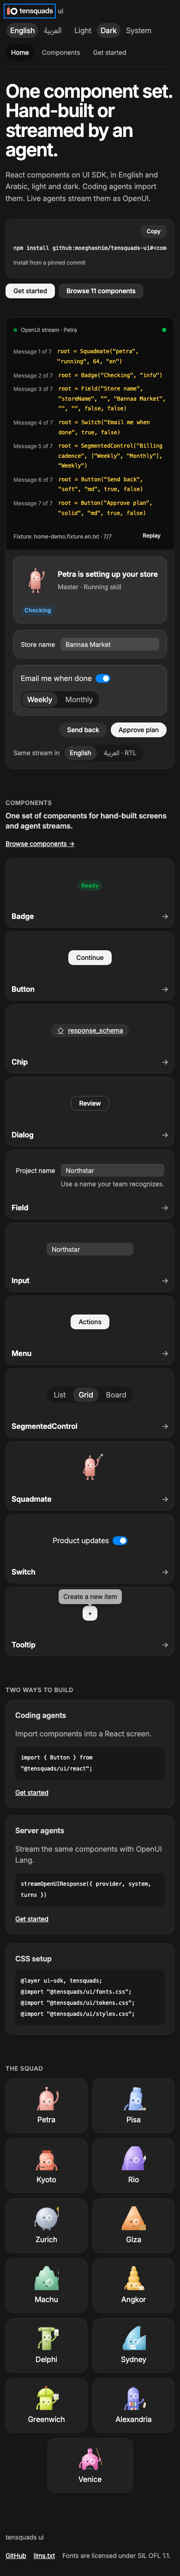 tensquads ui
English العربية Light Dark System
Home Components Get started
One component set.
Hand-built or
streamed by an
agent.
React components on UI SDK, in English and
Arabic, light and dark. Coding agents import
them. Live agents stream them as OpenUI.
Copy
npm install github:moeghashim/tensquads-ui#<com
Install from a pinned commit
Get started Browse 11 components
OpenUI stream · Petra
Message 1 of 7 root = Squadmate("petra",
"running", 64, "en")
Message 2 of 7 root = Badge("Checking", "info")
Message 3 of 7 root = Field("Store name",
"storeName", "", "Bannaa Market",
"", "", false, false)
Message 4 of 7 root = Switch("Email me when
done", true, false)
Message 5 of 7 root = SegmentedControl("Billing
cadence", ["Weekly", "Monthly"],
"Weekly")
Message 6 of 7 root = Button("Send back",
"soft", "md", true, false)
Message 7 of 7 root = Button("Approve plan",
"solid", "md", true, false)
Fixture: home-demo.fixture.en.txt · 7/7 Replay
Petra is setting up your store
Master · Running skill
Checking
Store name Bannaa Market
Email me when done
Weekly Monthly
Send back Approve plan
Same stream in English العربية · RTL
COMPONENTS
One set of components for hand-built screens
and agent streams.
Browse components →
Ready
Badge →
Continue
Button →
response_schema
Chip →
Review
Dialog →
Project name Northstar
Use a name your team recognizes.
Field →
Northstar
Input →
Actions
Menu →
List Grid Board
SegmentedControl →
Squadmate →
Product updates
Switch →
Create a new item
+
Tooltip →
TWO WAYS TO BUILD
Coding agents
Import components into a React screen.
import { Button } from
"@tensquads/ui/react";
Get started
Server agents
Stream the same components with OpenUI
Lang.
streamOpenUIResponse({ provider, system,
turns })
Get started
CSS setup
@layer ui-sdk, tensquads;
@import "@tensquads/ui/fonts.css";
@import "@tensquads/ui/tokens.css";
@import "@tensquads/ui/styles.css";
THE SQUAD
Petra Pisa
Kyoto Rio
Zurich Giza
Machu Angkor
Delphi Sydney
Greenwich Alexandria
Venice
tensquads ui
GitHub llms.txt Fonts are licensed under SIL OFL 1.1.